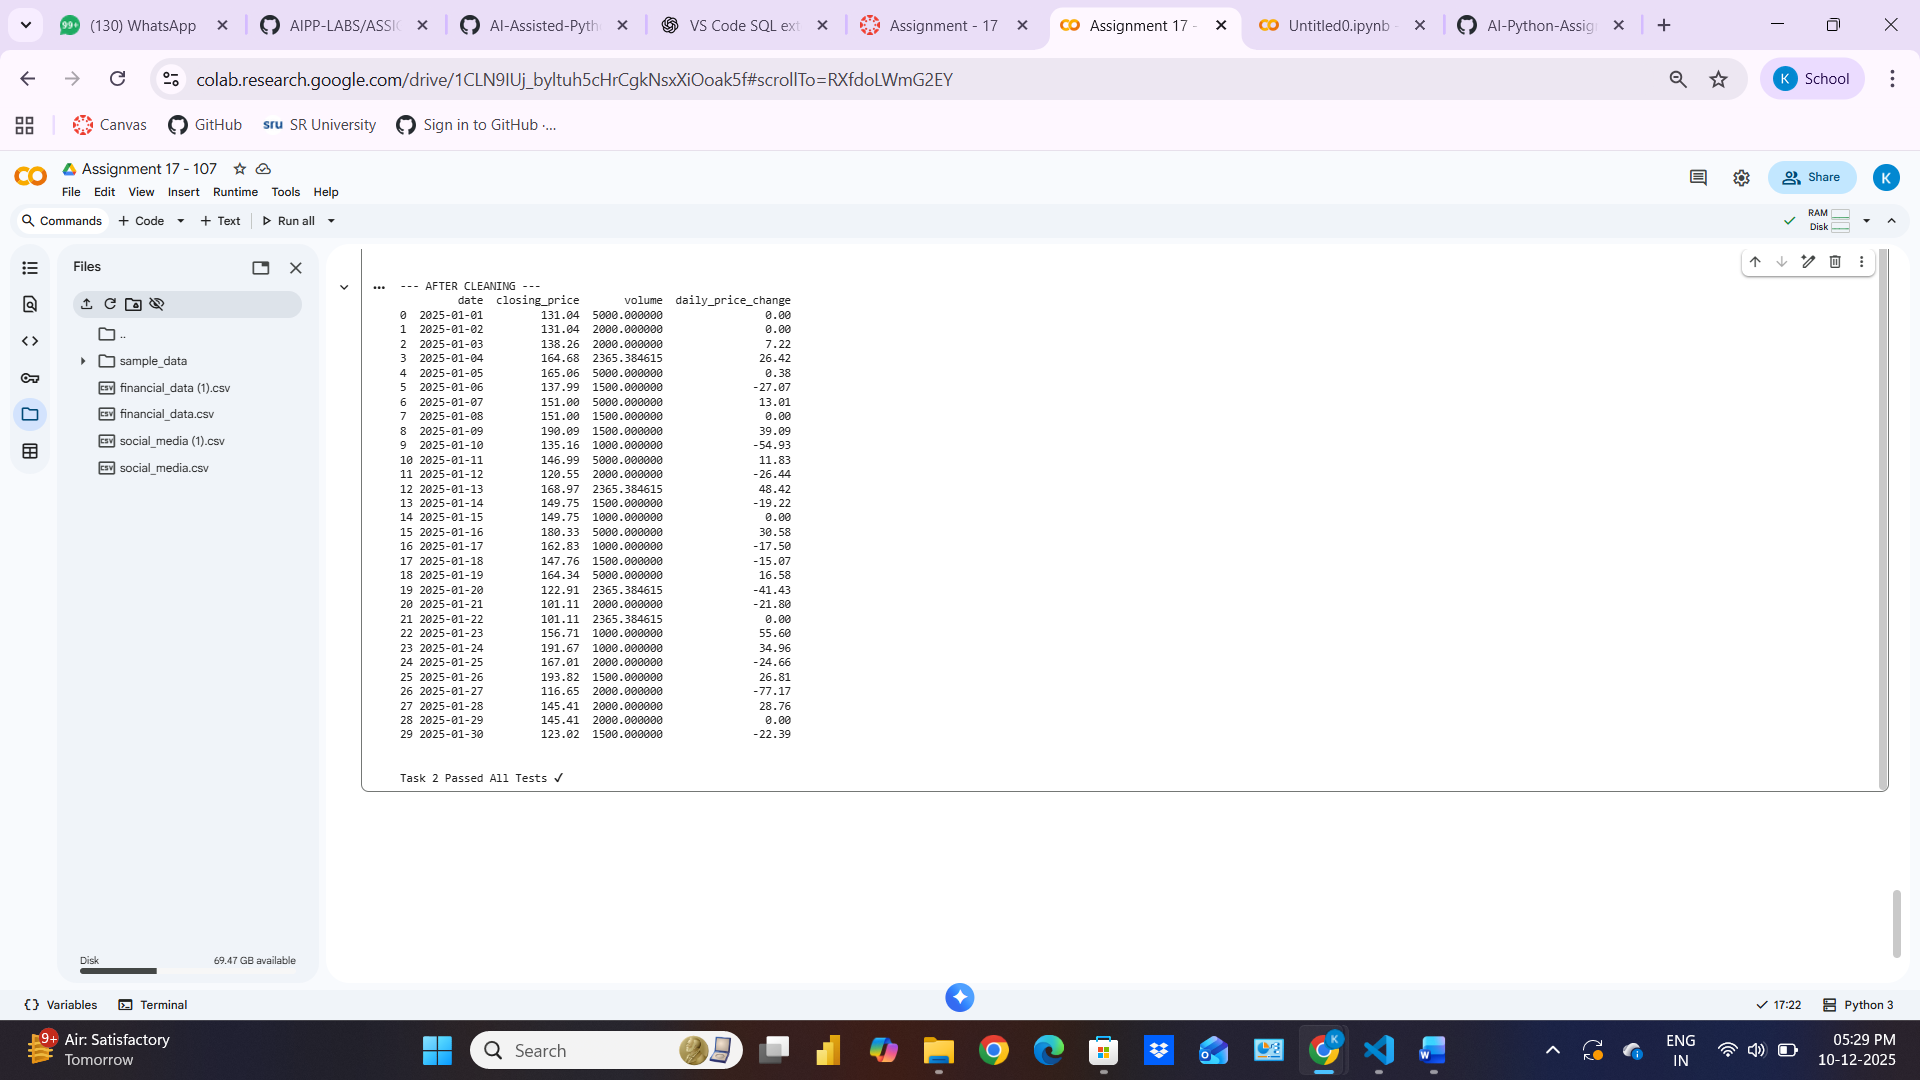 99+ (130) WhatsApp
AIPP-LABS/ASSI
AI-Assisted-Pyth
VS Code SQL ext
Assignment - 17
Assignment 17 -
Untitled0.ipynb -
AI-Python-Assig
colab.research.google.com/drive/1CLN9IUj_byltuh5cHrCgkNsxXiOoak5f#scrollTo=RXfdoLWmG2EY
K School
Canvas
GitHub
sru SR University
Sign in to GitHub ·...
Assignment 17 - 107
File Edit View Insert Runtime Tools Help
Share
K
Commands + Code + Text Run all
RAM
Disk
Files
..
sample_data
financial_data (1).csv
financial_data.csv
social_media (1).csv
social_media.csv
Disk 69.47 GB available
--- AFTER CLEANING ---
date closing_price volume daily_price_change
0 2025-01-01 131.04 5000.000000 0.00
1 2025-01-02 131.04 2000.000000 0.00
2 2025-01-03 138.26 2000.000000 7.22
3 2025-01-04 164.68 2365.384615 26.42
4 2025-01-05 165.06 5000.000000 0.38
5 2025-01-06 137.99 1500.000000 -27.07
6 2025-01-07 151.00 5000.000000 13.01
7 2025-01-08 151.00 1500.000000 0.00
8 2025-01-09 190.09 1500.000000 39.09
9 2025-01-10 135.16 1000.000000 -54.93
10 2025-01-11 146.99 5000.000000 11.83
11 2025-01-12 120.55 2000.000000 -26.44
12 2025-01-13 168.97 2365.384615 48.42
13 2025-01-14 149.75 1500.000000 -19.22
14 2025-01-15 149.75 1000.000000 0.00
15 2025-01-16 180.33 5000.000000 30.58
16 2025-01-17 162.83 1000.000000 -17.50
17 2025-01-18 147.76 1500.000000 -15.07
18 2025-01-19 164.34 5000.000000 16.58
19 2025-01-20 122.91 2365.384615 -41.43
20 2025-01-21 101.11 2000.000000 -21.80
21 2025-01-22 101.11 2365.384615 0.00
22 2025-01-23 156.71 1000.000000 55.60
23 2025-01-24 191.67 1000.000000 34.96
24 2025-01-25 167.01 2000.000000 -24.66
25 2025-01-26 193.82 1500.000000 26.81
26 2025-01-27 116.65 2000.000000 -77.17
27 2025-01-28 145.41 2000.000000 28.76
28 2025-01-29 145.41 2000.000000 0.00
29 2025-01-30 123.02 1500.000000 -22.39
Task 2 Passed All Tests ✓
Variables
Terminal
17:22
Python 3
9+ Air: Satisfactory
Tomorrow
Search
ENG
IN
05:29 PM
10-12-2025